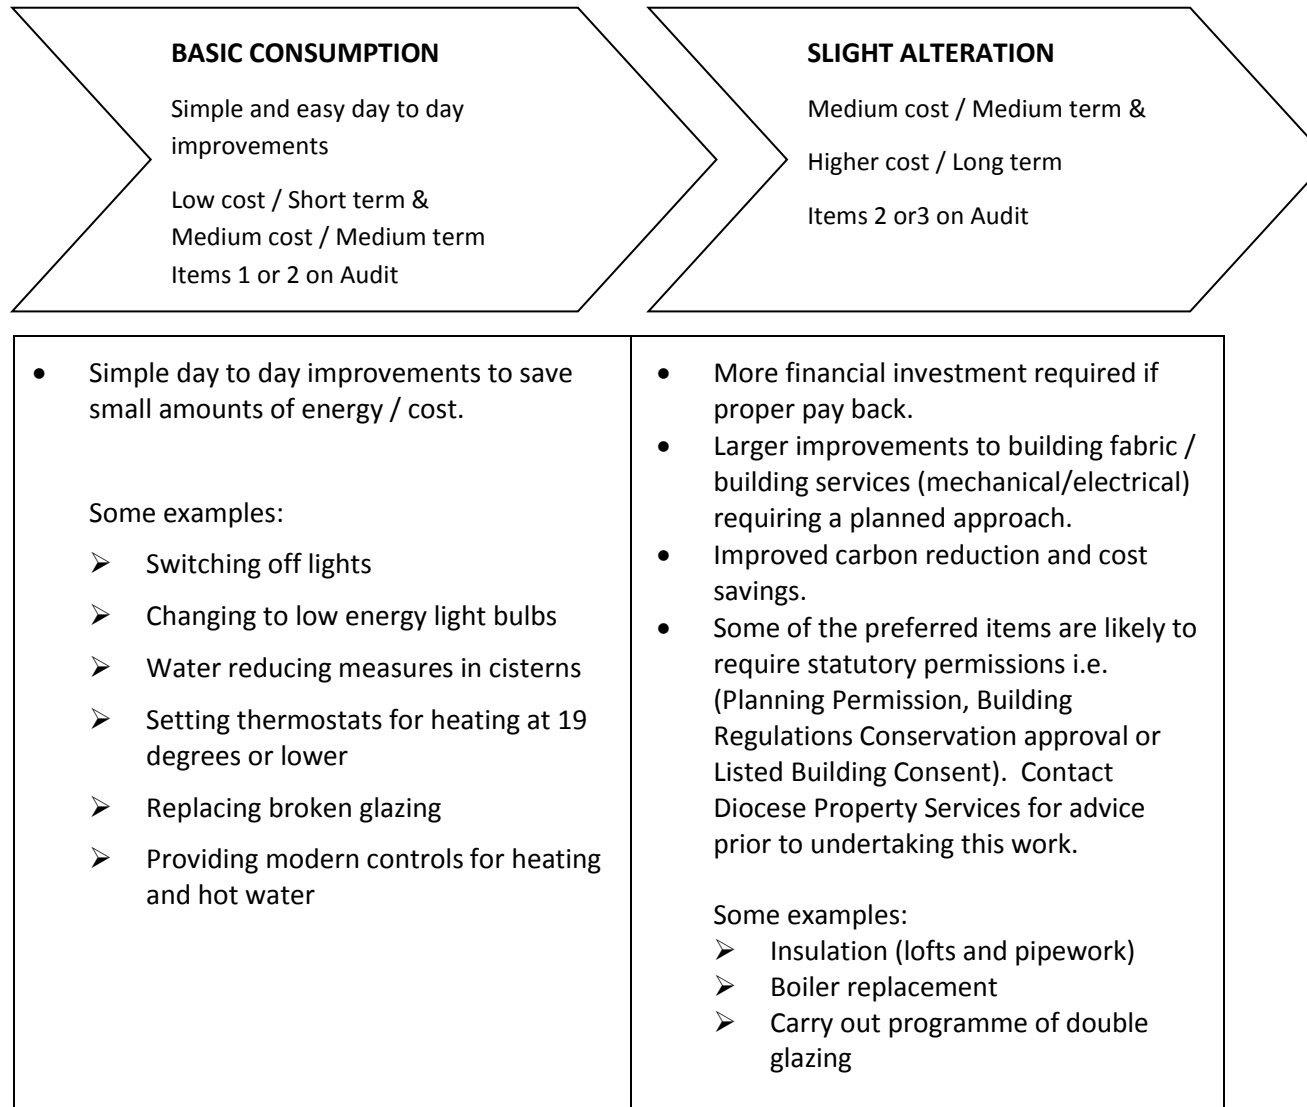 BASIC CONSUMPTION
Simple and easy day to day
improvements
Low cost / Short term &
Medium cost / Medium term
Items 1 or 2 on Audit
SLIGHT ALTERATION
Medium cost / Medium term &
Higher cost / Long term
Items 2 or3 on Audit
• Simple day to day improvements to save
small amounts of energy / cost.
Some examples:
➢ Switching off lights
➢ Changing to low energy light bulbs
➢ Water reducing measures in cisterns
➢ Setting thermostats for heating at 19
degrees or lower
➢ Replacing broken glazing
➢ Providing modern controls for heating
and hot water
• More financial investment required if
proper pay back.
• Larger improvements to building fabric /
building services (mechanical/electrical)
requiring a planned approach.
• Improved carbon reduction and cost
savings.
• Some of the preferred items are likely to
require statutory permissions i.e.
(Planning Permission, Building
Regulations Conservation approval or
Listed Building Consent).  Contact
Diocese Property Services for advice
prior to undertaking this work.
Some examples:
➢ Insulation (lofts and pipework)
➢ Boiler replacement
➢ Carry out programme of double
glazing